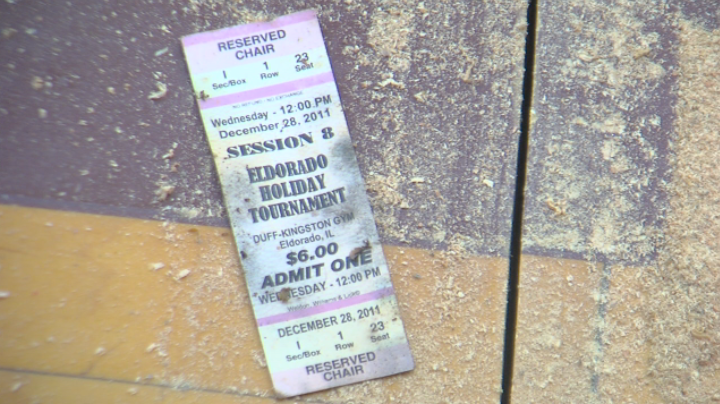 RESERVED
CHAIR
I 1 23
Sec/Box Row Seat
Wednesday - 12:00 PM
December 28, 2011
SESSION 8
ELDORADO
HOLIDAY
TOURNAMENT
DUFF-KINGSTON GYM
Eldorado, IL
$6.00
ADMIT ONE
WEDNESDAY - 12:00 PM
DECEMBER 28, 2011
I 1 23
Sec/Box Row Seat
RESERVED
CHAIR